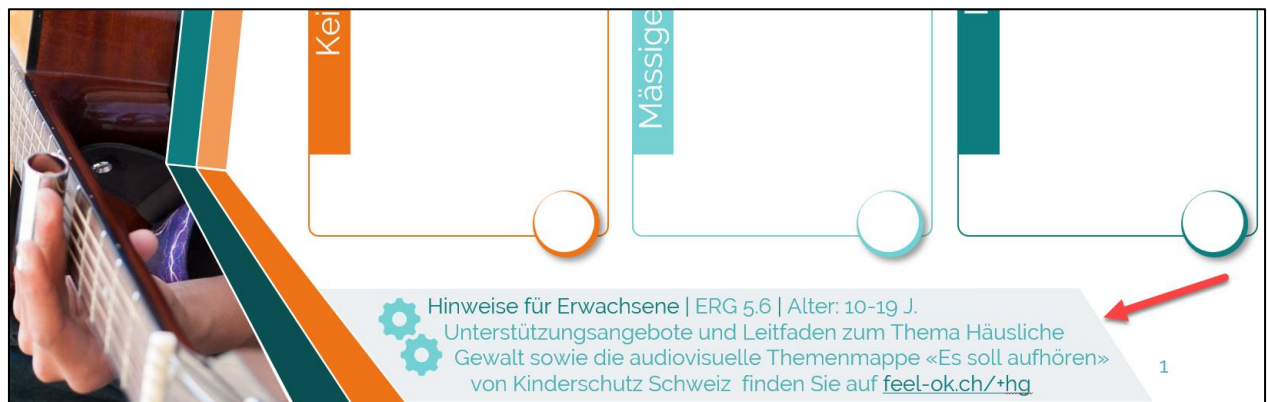 Kei
Mässige
Hinweise für Erwachsene | ERG 5.6 | Alter: 10-19 J.
Unterstützungsangebote und Leitfaden zum Thema Häusliche
Gewalt sowie die audiovisuelle Themenmappe «Es soll aufhören»
von Kinderschutz Schweiz finden Sie auf feel-ok.ch/+hg
1